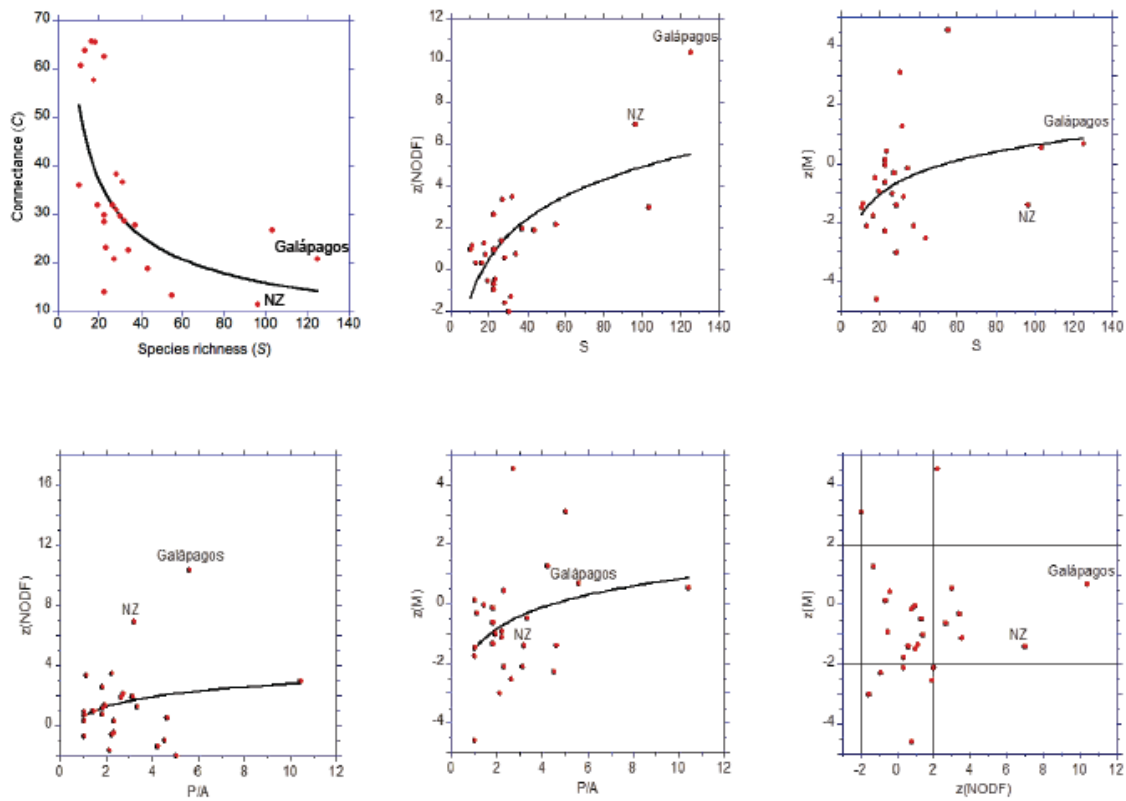 Connectance (C)
70
60
50
40
30
20
10
Galápagos
NZ
0 20 40 60 80 100 120 140
Species richness (S)
z(NODF)
12
10
8
6
4
2
0
-2
Galápagos
NZ
0 20 40 60 80 100 120 140
S
z(M)
4
2
0
-2
-4
Galápagos
NZ
0 20 40 60 80 100 120 140
S
z(NODF)
16
12
8
4
0
Galápagos
NZ
0 2 4 6 8 10 12
P/A
z(M)
4
2
0
-2
-4
Galápagos
NZ
0 2 4 6 8 10 12
P/A
z(M)
4
2
0
-2
-4
Galápagos
NZ
-2 0 2 4 6 8 10 12
z(NODF)